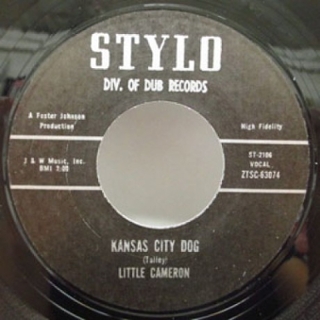 STYLO
DIV. OF DUB RECORDS
A Foster Johnson
Production
High Fidelity
J & W Music, Inc.
BMI 2:00
ST-2106
VOCAL
ZTSC-63074
KANSAS CITY DOG
(Talley)
LITTLE CAMERON